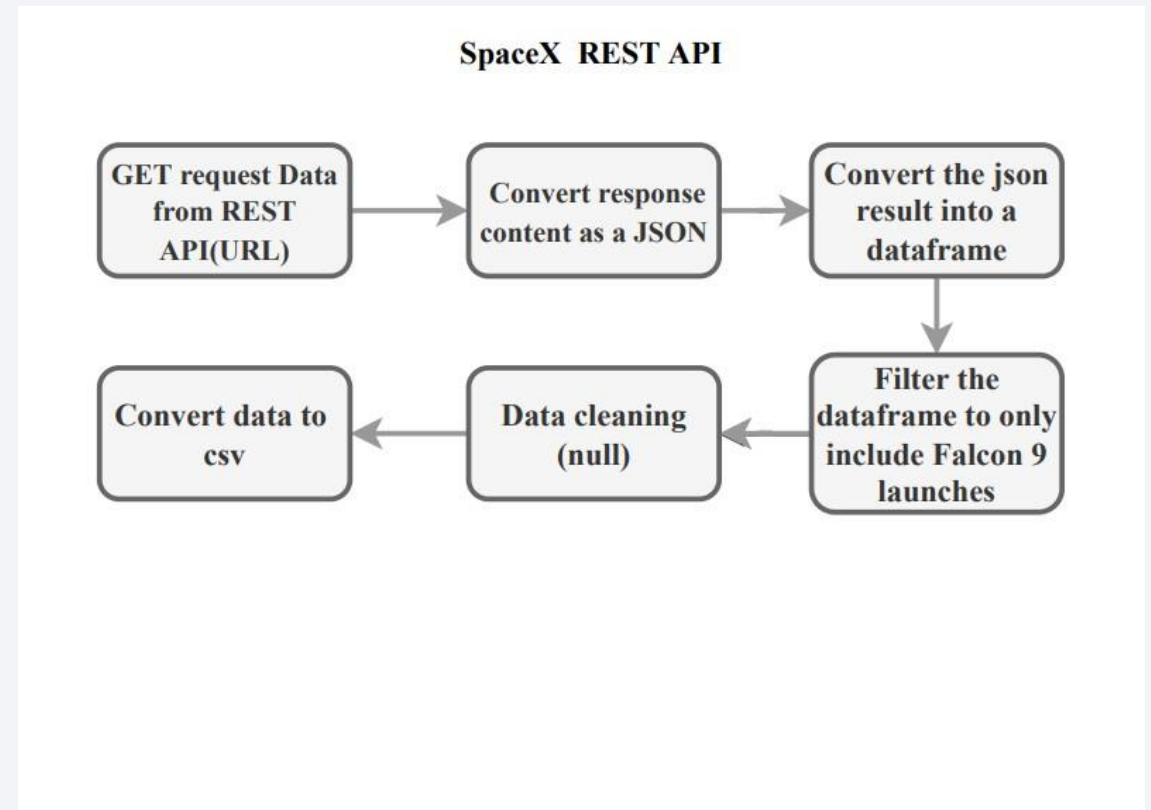 SpaceX REST API
GET request Data
from REST
API(URL)
Convert response
content as a JSON
Convert the json
result into a
dataframe
Filter the
dataframe to only
include Falcon 9
launches
Data cleaning
(null)
Convert data to
csv